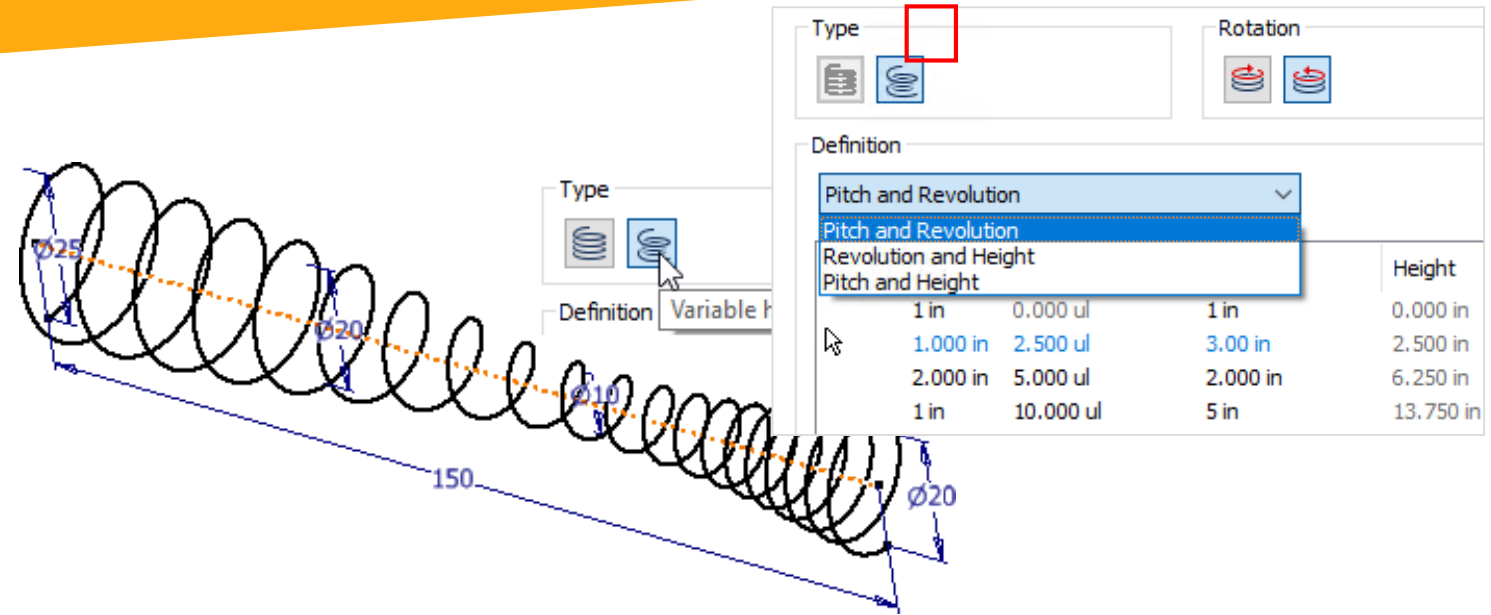 Type
Rotation
Definition
Pitch and Revolution
Pitch and Revolution
Revolution and Height
Pitch and Height
Height
1 in 0.000 ul 1 in 0.000 in
1.000 in 2.500 ul 3.00 in 2.500 in
2.000 in 5.000 ul 2.000 in 6.250 in
1 in 10.000 ul 5 in 13.750 in
Type
Definition
Variable h
Ø25
Ø20
Ø10
150
Ø20